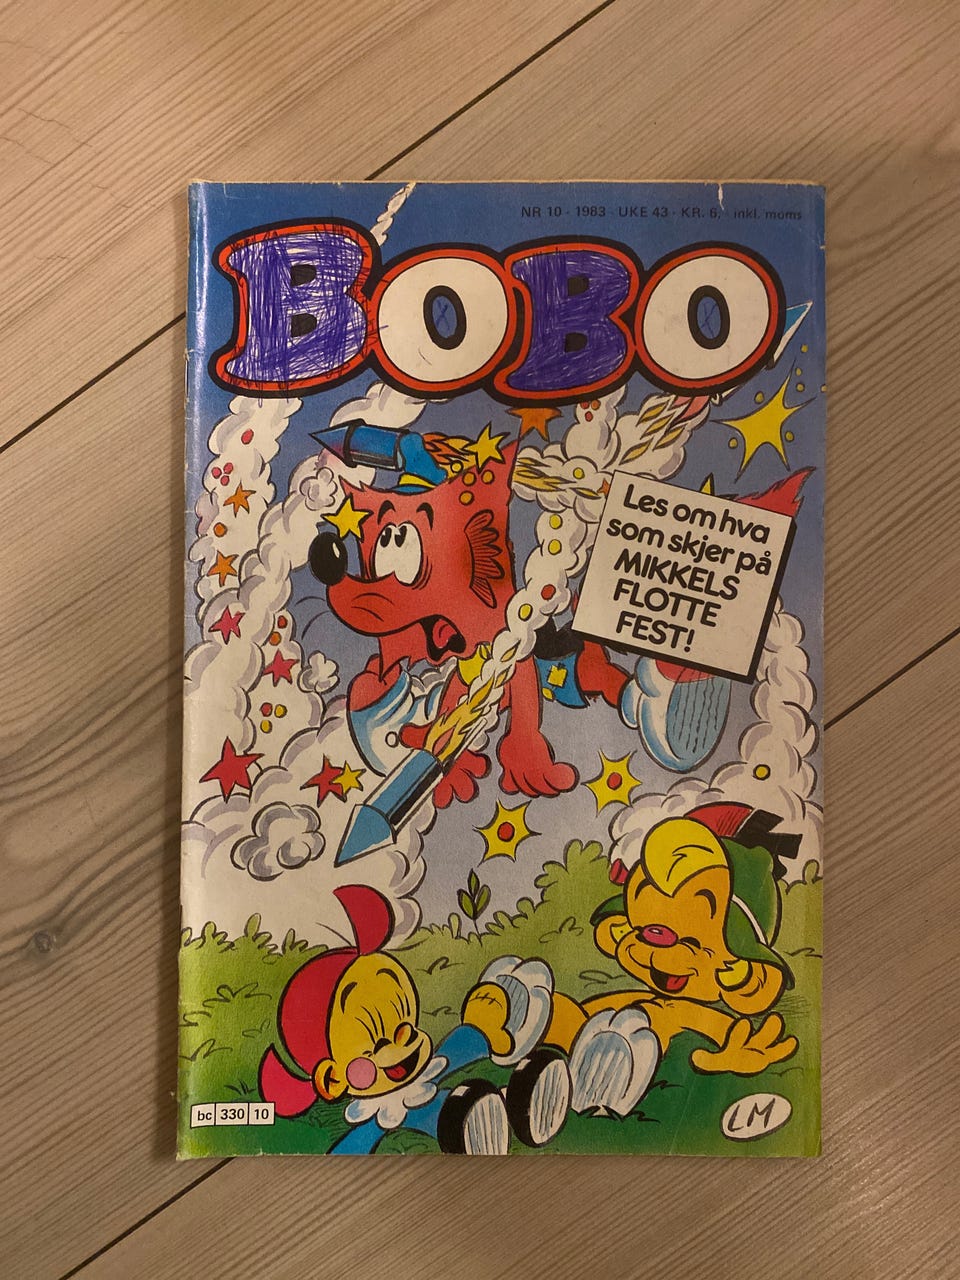 NR 10 · 1983 · UKE 43 · KR. 6,- inkl. moms
BOBO
Les om hva
som skjer på
MIKKELS
FLOTTE
FEST!
bc 330 10
LM